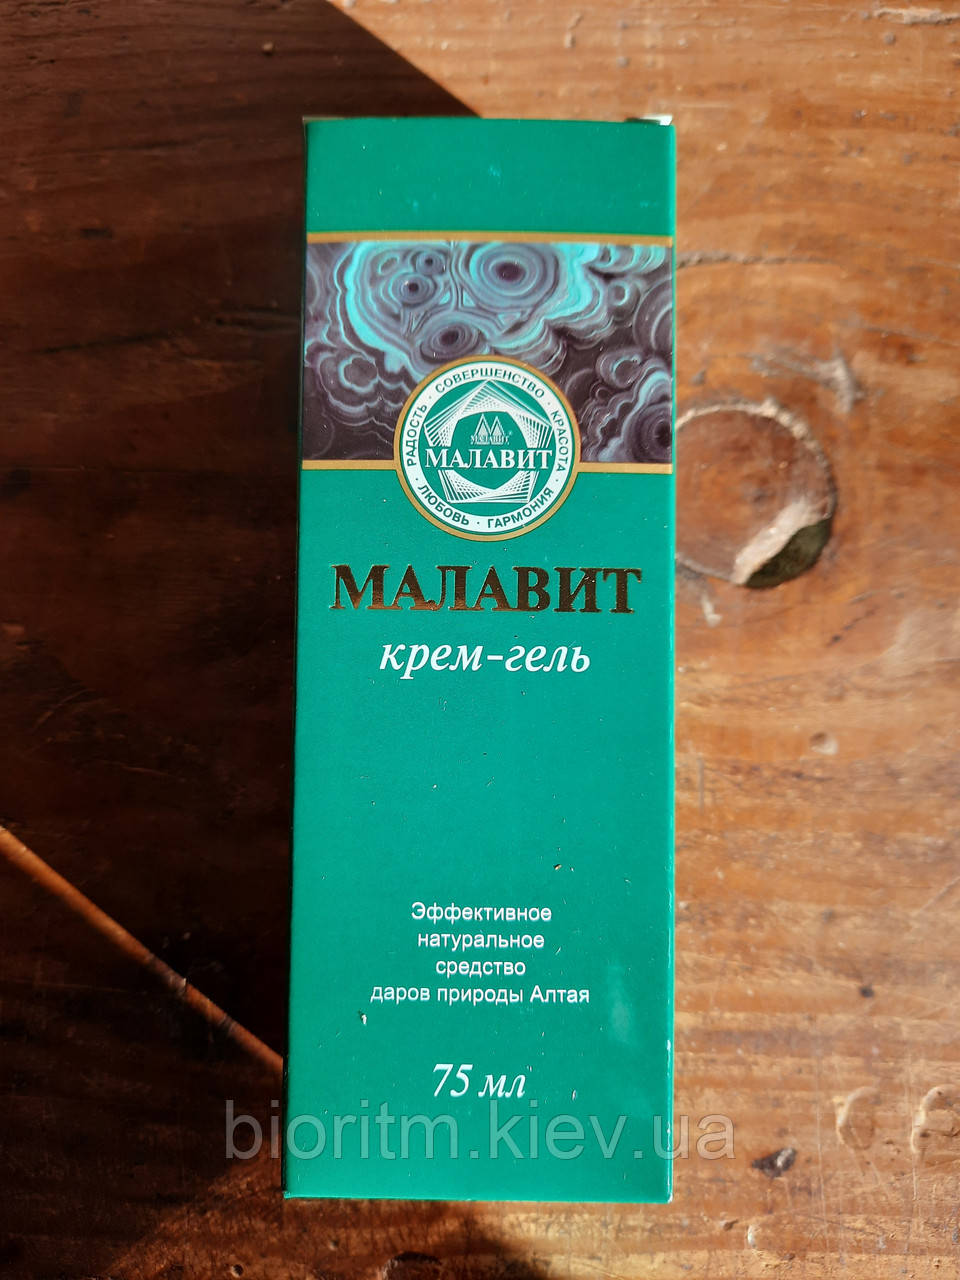 РАДОСТЬ · СОВЕРШЕНСТВО · КРАСОТА · ГАРМОНИЯ · ЛЮБОВЬ ·
МАЛАВИТ
МАЛАВИТ
МАЛАВИТ
крем-гель
Эффективное
натуральное
средство
даров природы Алтая
75 мл
bioritm.kiev.ua